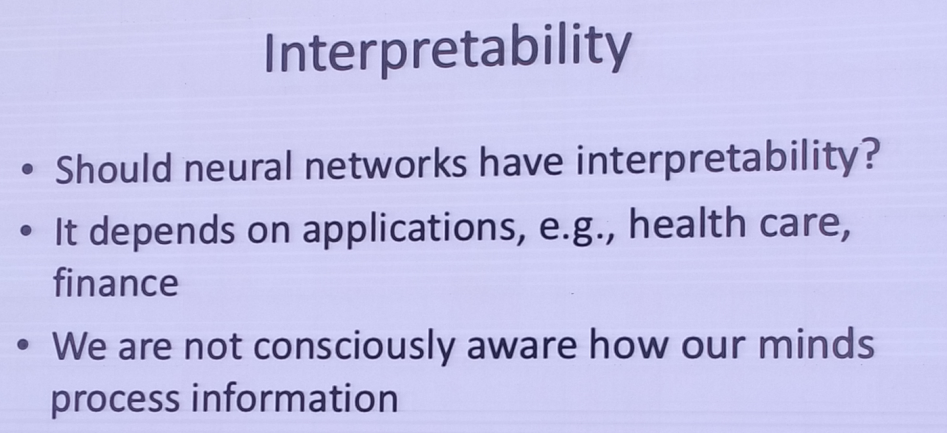 Interpretability
• Should neural networks have interpretability?
• It depends on applications, e.g., health care,
finance
• We are not consciously aware how our minds
process information